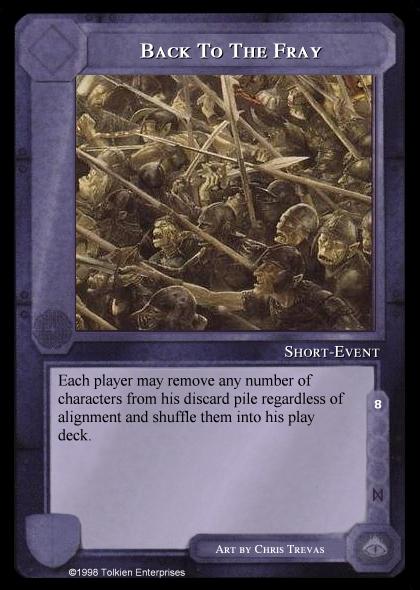 Back To The Fray
Short-Event
Each player may remove any number of
characters from his discard pile regardless of
alignment and shuffle them into his play
deck.
8
Art by Chris Trevas
©1998 Tolkien Enterprises